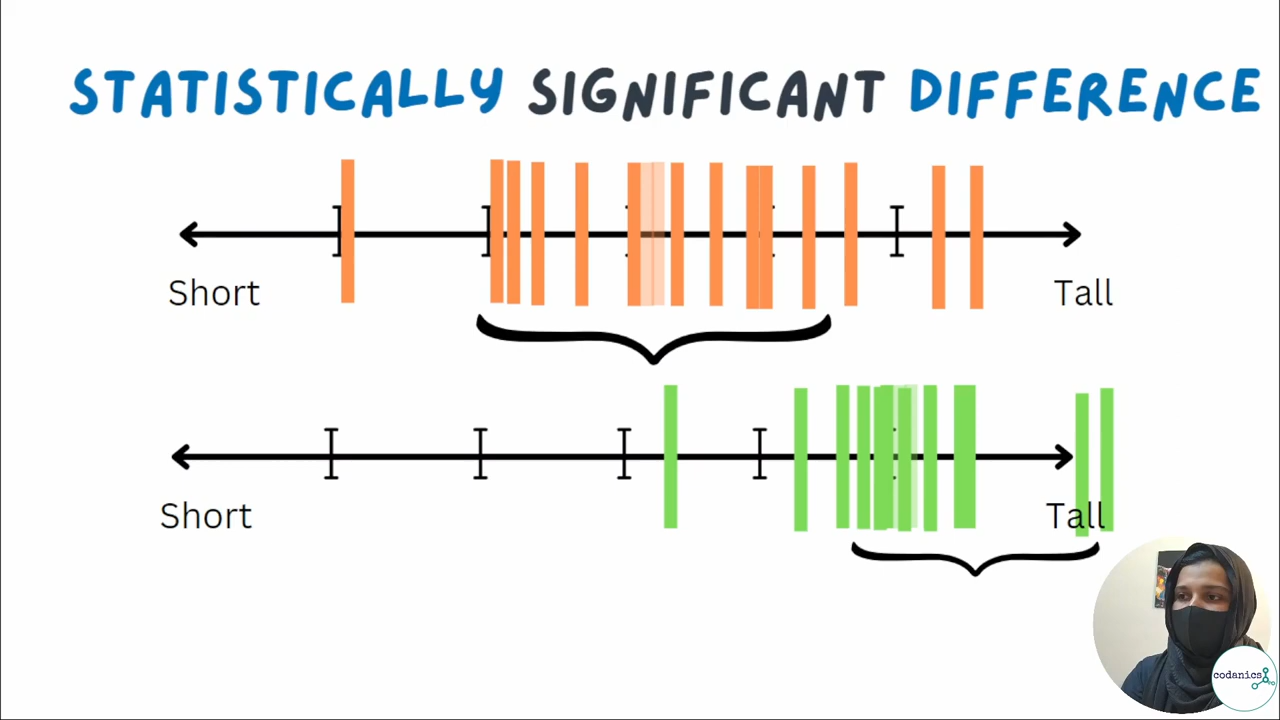 STATISTICALLY SIGNIFICANT DIFFERENCE
Short
Tall
Short
Tall
codanics